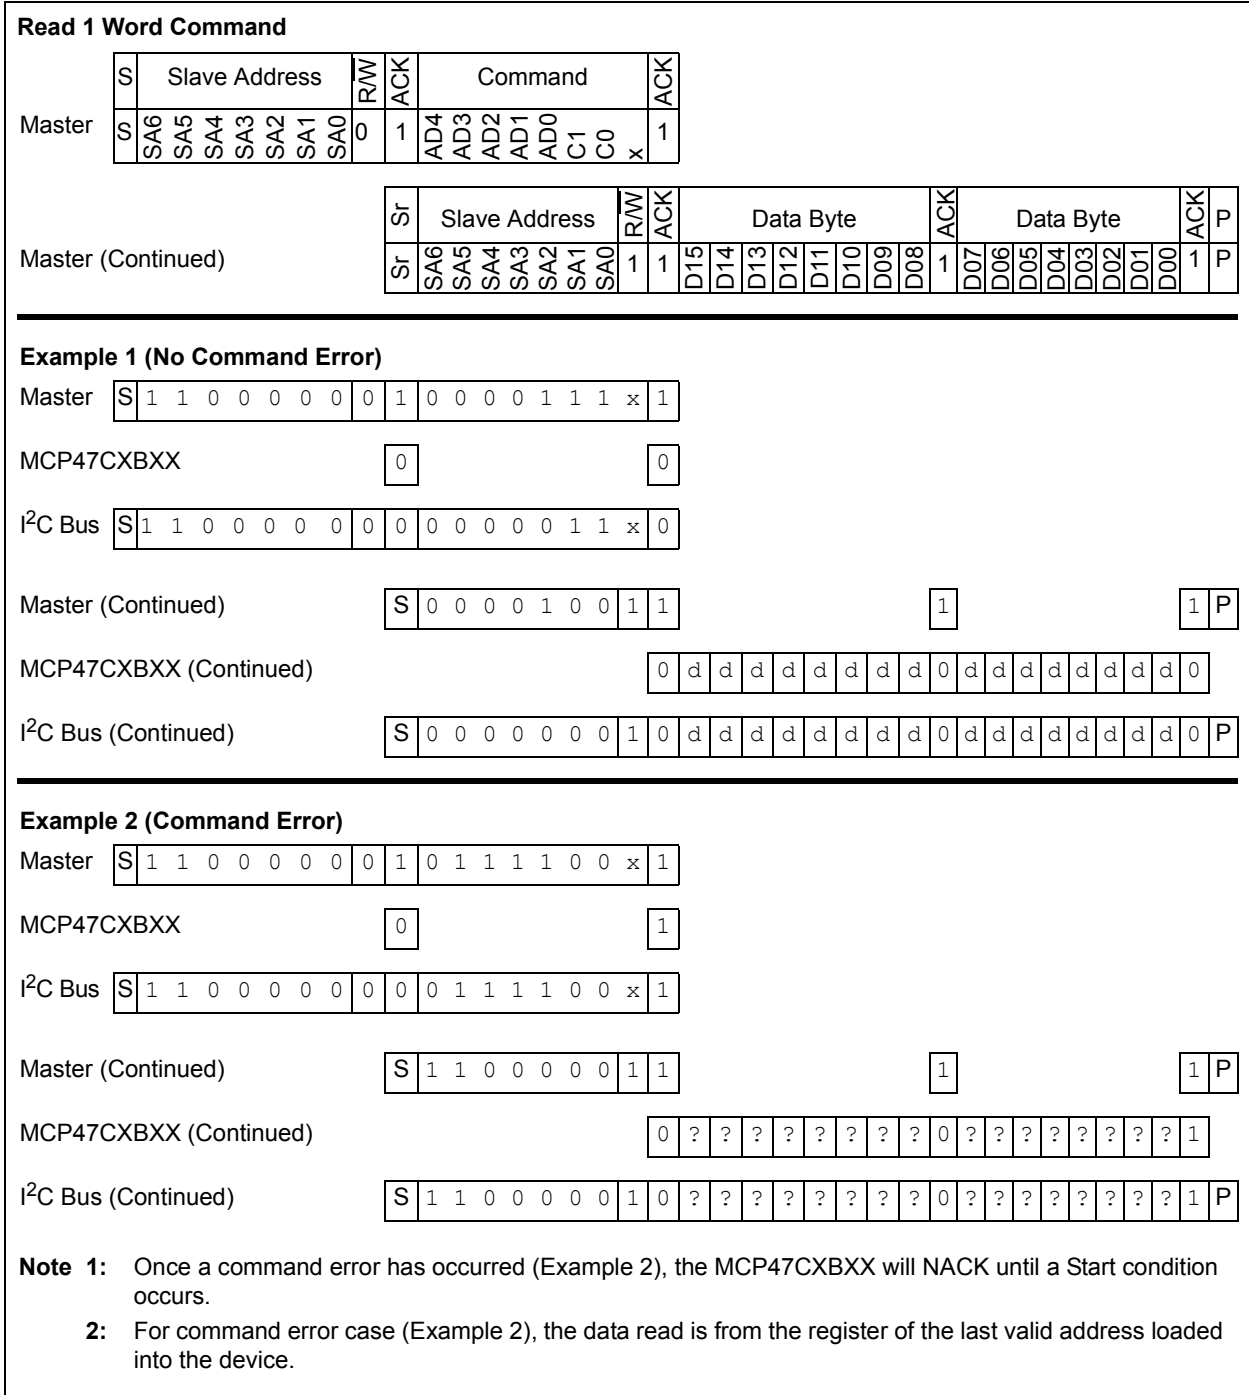 Read 1 Word Command
S Slave Address R/W ACK Command ACK
Master S SA6 SA5 SA4 SA3 SA2 SA1 SA0 0 1 AD4 AD3 AD2 AD1 AD0 C1 C0 x 1
Sr Slave Address R/W ACK Data Byte ACK Data Byte ACK P
Master (Continued) Sr SA6 SA5 SA4 SA3 SA2 SA1 SA0 1 1 D15 D14 D13 D12 D11 D10 D09 D08 1 D07 D06 D05 D04 D03 D02 D01 D00 1 P
Example 1 (No Command Error)
Master S 1 1 0 0 0 0 0 0 1 0 0 0 0 1 1 1 x 1
MCP47CXBXX 0 0
I2C Bus S 1 1 0 0 0 0 0 0 0 0 0 0 0 0 1 1 x 0
Master (Continued) S 0 0 0 0 1 0 0 1 1 1 1 P
MCP47CXBXX (Continued) 0 d d d d d d d d 0 d d d d d d d d 0
I2C Bus (Continued) S 0 0 0 0 0 0 0 1 0 d d d d d d d d 0 d d d d d d d d 0 P
Example 2 (Command Error)
Master S 1 1 0 0 0 0 0 0 1 0 1 1 1 1 0 0 x 1
MCP47CXBXX 0 1
I2C Bus S 1 1 0 0 0 0 0 0 0 0 1 1 1 1 0 0 x 1
Master (Continued) S 1 1 0 0 0 0 0 1 1 1 1 P
MCP47CXBXX (Continued) 0 ? ? ? ? ? ? ? ? 0 ? ? ? ? ? ? ? ? 1
I2C Bus (Continued) S 1 1 0 0 0 0 0 1 0 ? ? ? ? ? ? ? ? 0 ? ? ? ? ? ? ? ? 1 P
Note 1: Once a command error has occurred (Example 2), the MCP47CXBXX will NACK until a Start condition
occurs.
2: For command error case (Example 2), the data read is from the register of the last valid address loaded
into the device.